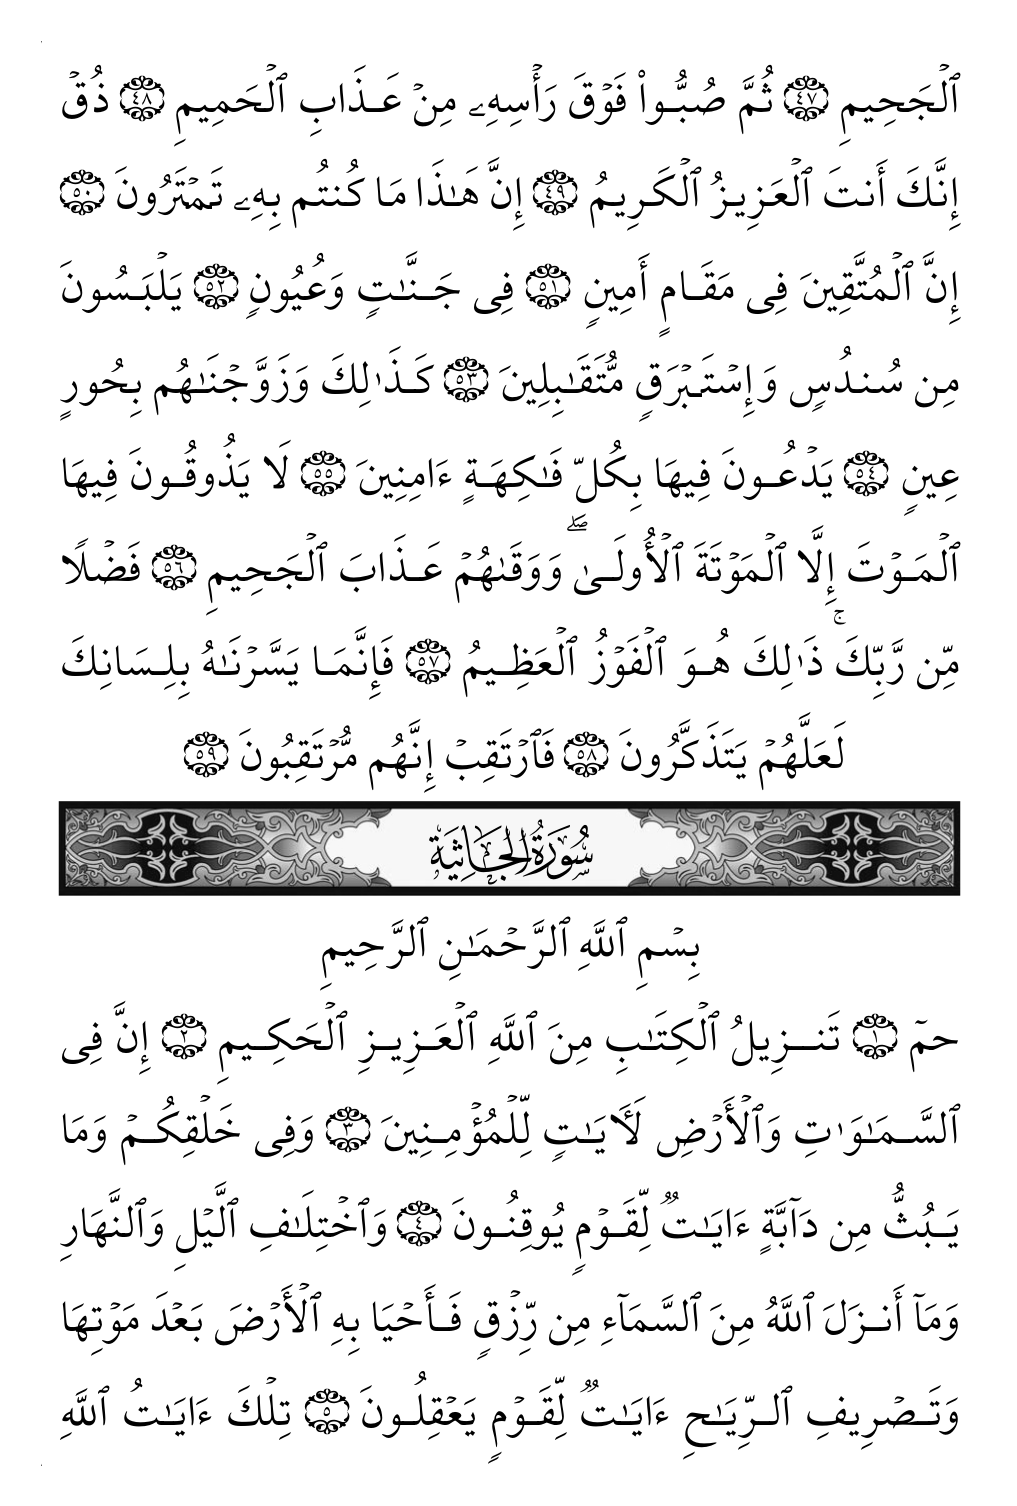 ٱلْجَحِيمِ ٤٧ ثُمَّ صُبُّوا۟ فَوْقَ رَأْسِهِۦ مِنْ عَذَابِ ٱلْحَمِيمِ ٤٨ ذُقْ
إِنَّكَ أَنتَ ٱلْعَزِيزُ ٱلْكَرِيمُ ٤٩ إِنَّ هَـٰذَا مَا كُنتُم بِهِۦ تَمْتَرُونَ ٥٠
إِنَّ ٱلْمُتَّقِينَ فِى مَقَامٍ أَمِينٍ ٥١ فِى جَنَّـٰتٍ وَعُيُونٍ ٥٢ يَلْبَسُونَ
مِن سُندُسٍ وَإِسْتَبْرَقٍ مُّتَقَـٰبِلِينَ ٥٣ كَذَٰلِكَ وَزَوَّجْنَـٰهُم بِحُورٍ
عِينٍ ٥٤ يَدْعُونَ فِيهَا بِكُلِّ فَـٰكِهَةٍ ءَامِنِينَ ٥٥ لَا يَذُوقُونَ فِيهَا
ٱلْمَوْتَ إِلَّا ٱلْمَوْتَةَ ٱلْأُولَىٰ ۖ وَوَقَىٰهُمْ عَذَابَ ٱلْجَحِيمِ ٥٦ فَضْلًا
مِّن رَّبِّكَ ۚ ذَٰلِكَ هُوَ ٱلْفَوْزُ ٱلْعَظِيمُ ٥٧ فَإِنَّمَا يَسَّرْنَـٰهُ بِلِسَانِكَ
لَعَلَّهُمْ يَتَذَكَّرُونَ ٥٨ فَٱرْتَقِبْ إِنَّهُم مُّرْتَقِبُونَ ٥٩
سُورَةُ الجَاثِيَةِ
بِسْمِ ٱللَّهِ ٱلرَّحْمَـٰنِ ٱلرَّحِيمِ
حمٓ ١ تَنزِيلُ ٱلْكِتَـٰبِ مِنَ ٱللَّهِ ٱلْعَزِيزِ ٱلْحَكِيمِ ٢ إِنَّ فِى
ٱلسَّمَـٰوَٰتِ وَٱلْأَرْضِ لَـَٔايَـٰتٍ لِّلْمُؤْمِنِينَ ٣ وَفِى خَلْقِكُمْ وَمَا
يَبُثُّ مِن دَآبَّةٍ ءَايَـٰتٌ لِّقَوْمٍ يُوقِنُونَ ٤ وَٱخْتِلَـٰفِ ٱلَّيْلِ وَٱلنَّهَارِ
وَمَآ أَنزَلَ ٱللَّهُ مِنَ ٱلسَّمَآءِ مِن رِّزْقٍ فَأَحْيَا بِهِ ٱلْأَرْضَ بَعْدَ مَوْتِهَا
وَتَصْرِيفِ ٱلرِّيَـٰحِ ءَايَـٰتٌ لِّقَوْمٍ يَعْقِلُونَ ٥ تِلْكَ ءَايَـٰتُ ٱللَّهِ